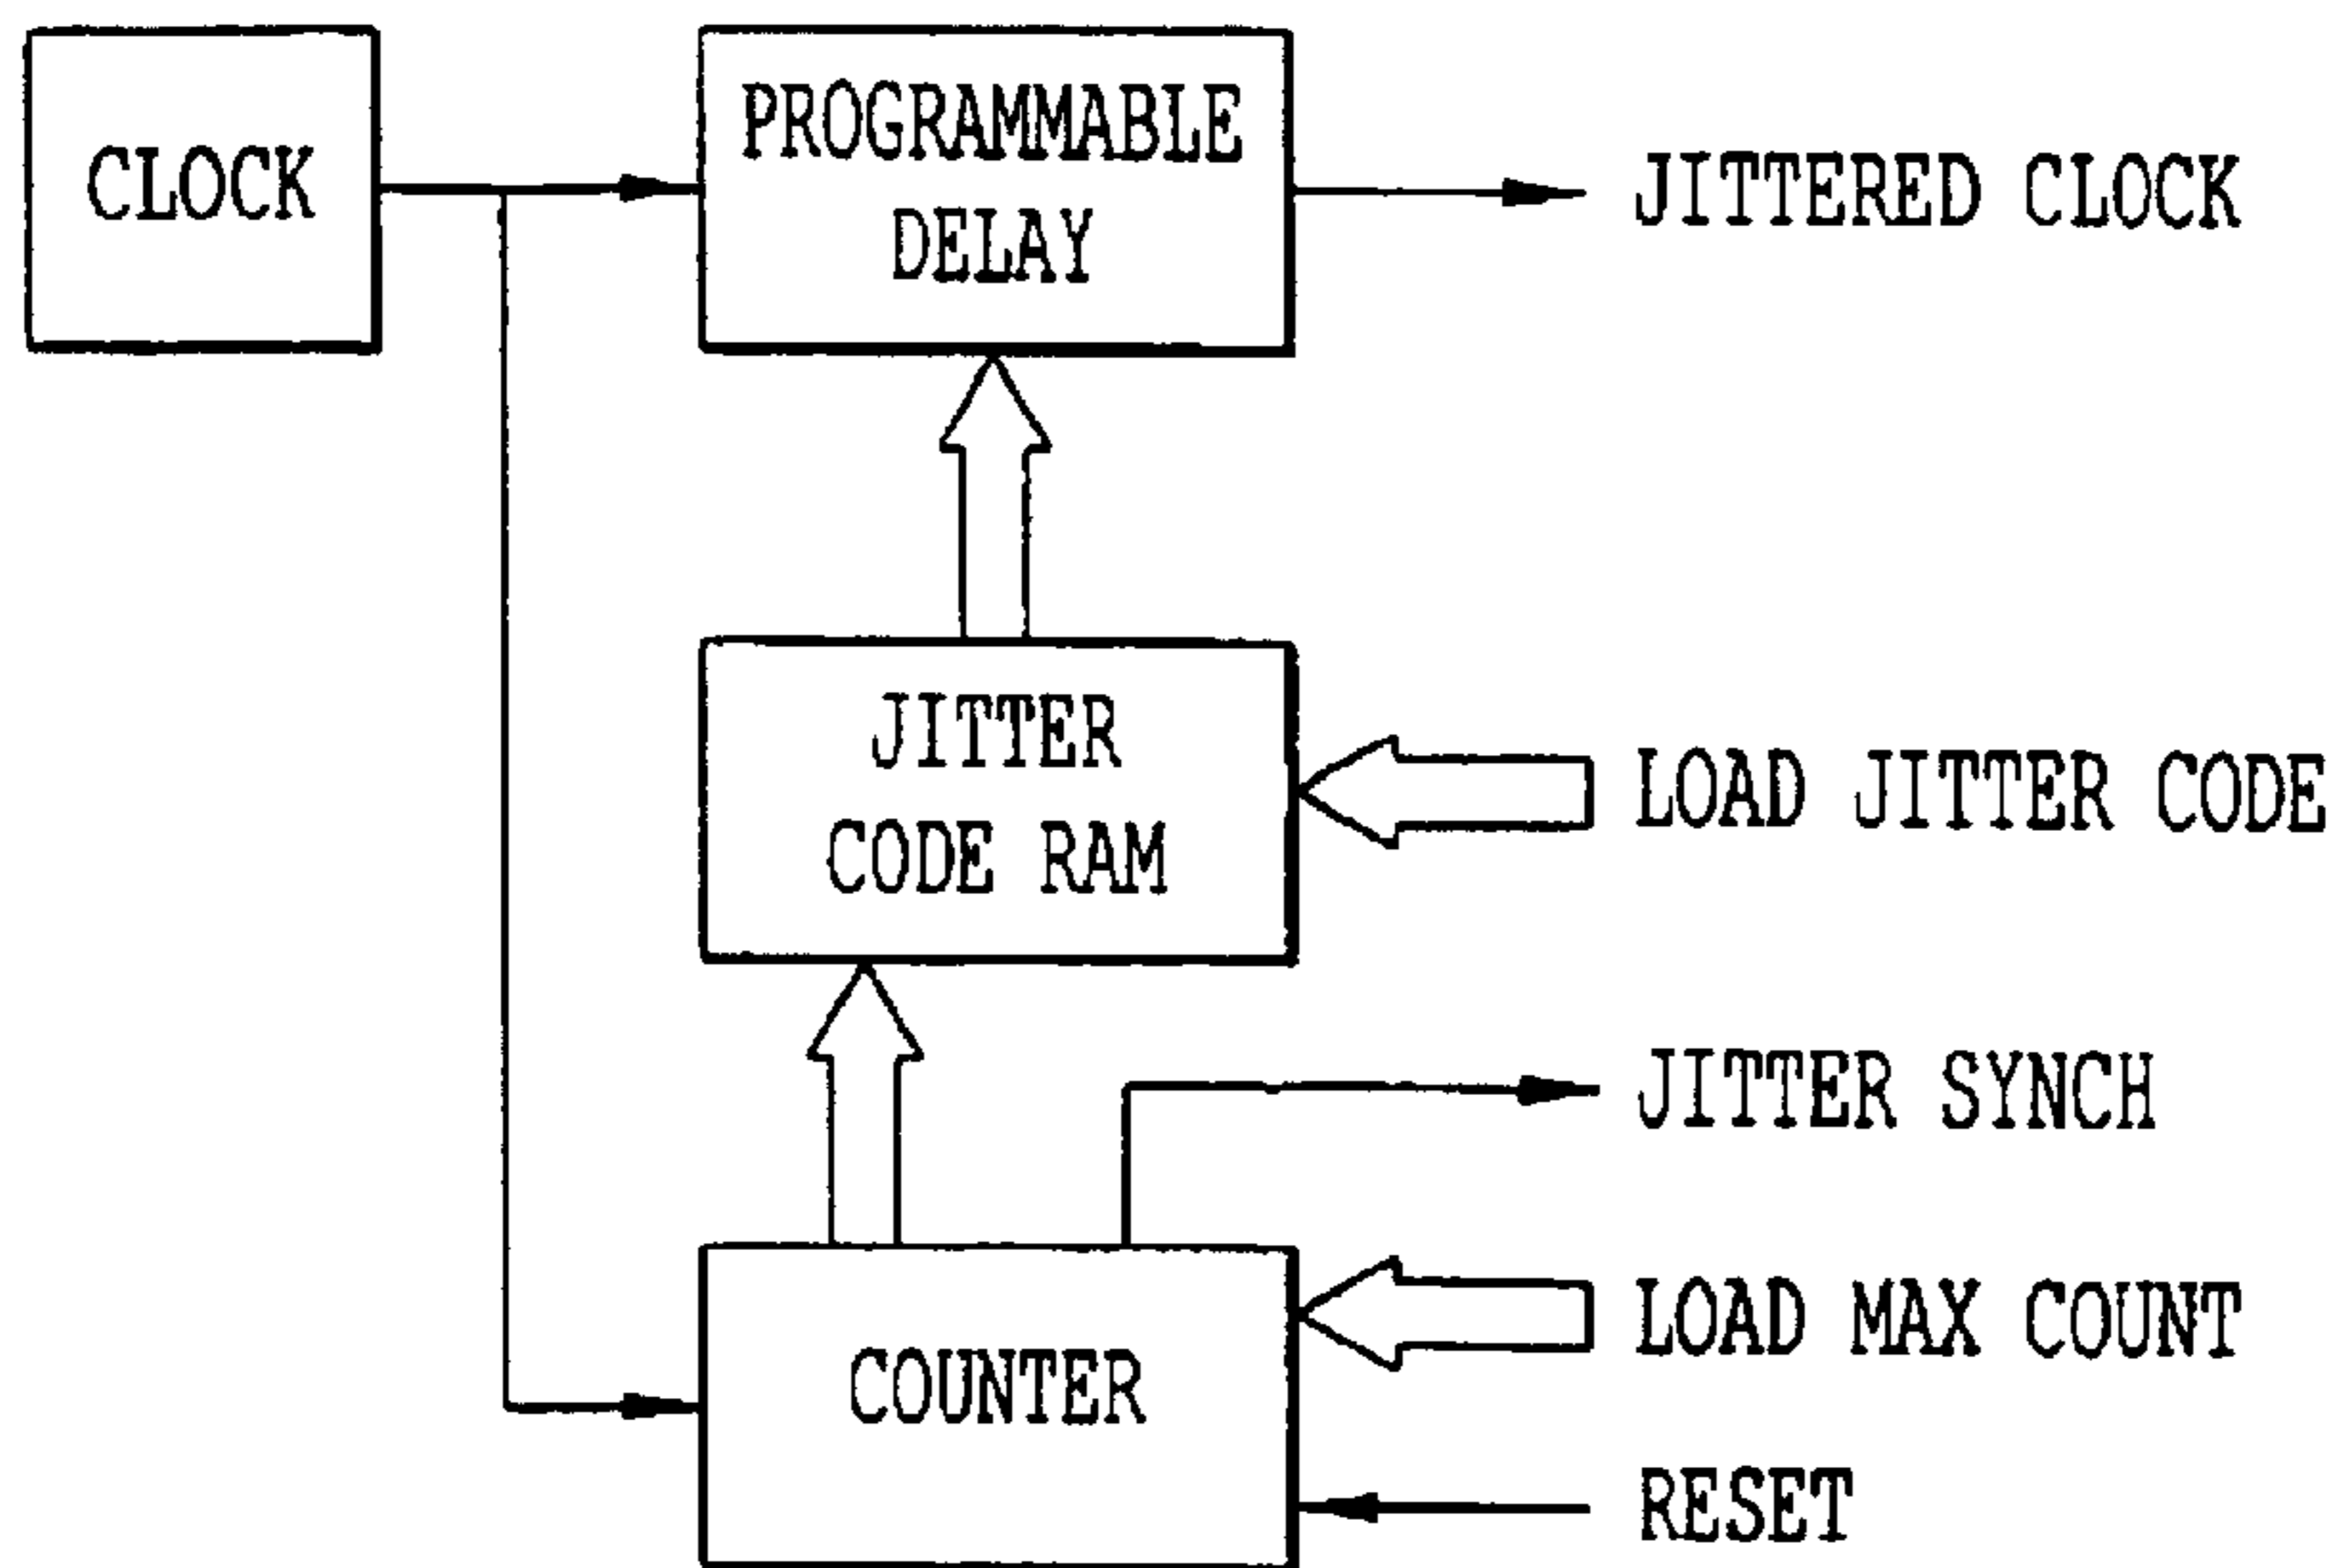 CLOCK
PROGRAMMABLE
DELAY
JITTERED CLOCK
JITTER
CODE RAM
LOAD JITTER CODE
JITTER SYNCH
COUNTER
LOAD MAX COUNT
RESET